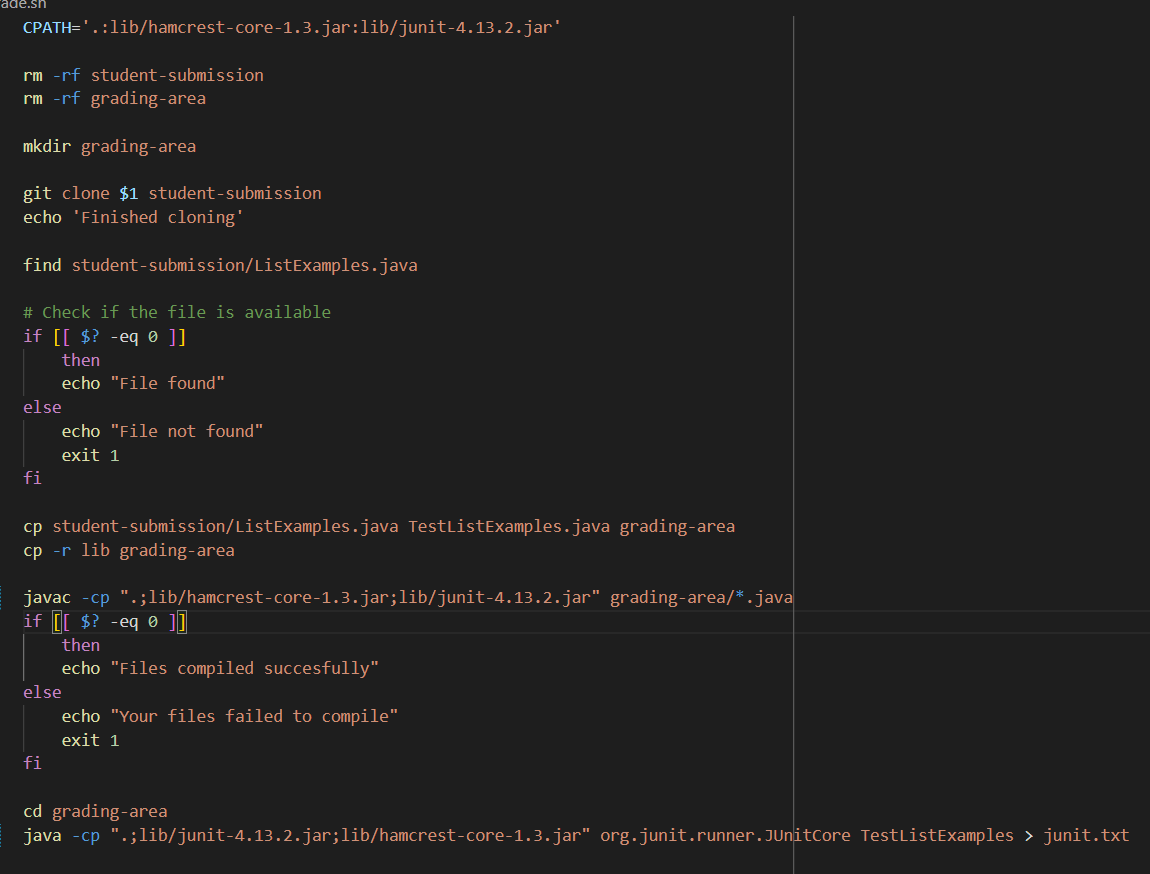 ade.sh
CPATH='.:lib/hamcrest-core-1.3.jar:lib/junit-4.13.2.jar'
rm -rf student-submission
rm -rf grading-area
mkdir grading-area
git clone $1 student-submission
echo 'Finished cloning'
find student-submission/ListExamples.java
# Check if the file is available
if [[ $? -eq 0 ]]
then
echo "File found"
else
echo "File not found"
exit 1
fi
cp student-submission/ListExamples.java TestListExamples.java grading-area
cp -r lib grading-area
javac -cp ".;lib/hamcrest-core-1.3.jar;lib/junit-4.13.2.jar" grading-area/*.java
if [[ $? -eq 0 ]]
then
echo "Files compiled succesfully"
else
echo "Your files failed to compile"
exit 1
fi
cd grading-area
java -cp ".;lib/junit-4.13.2.jar;lib/hamcrest-core-1.3.jar" org.junit.runner.JUnitCore TestListExamples > junit.txt